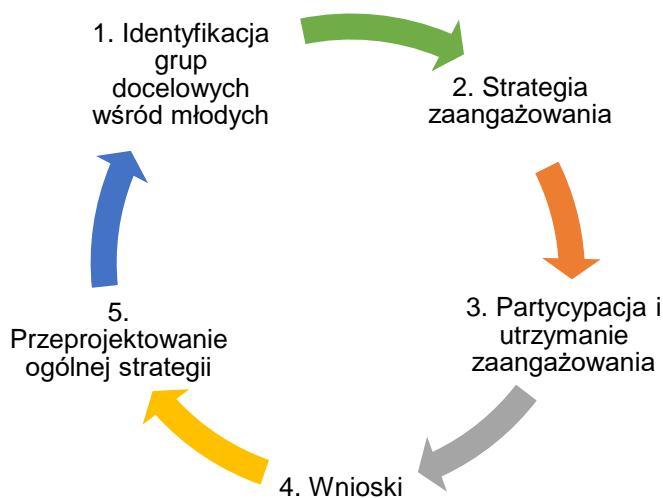 1. Identyfikacja
grup
docelowych
wśród młodych
2. Strategia
zaangażowania
3. Partycypacja i
utrzymanie
zaangażowania
4. Wnioski
5.
Przeprojektowanie
ogólnej strategii